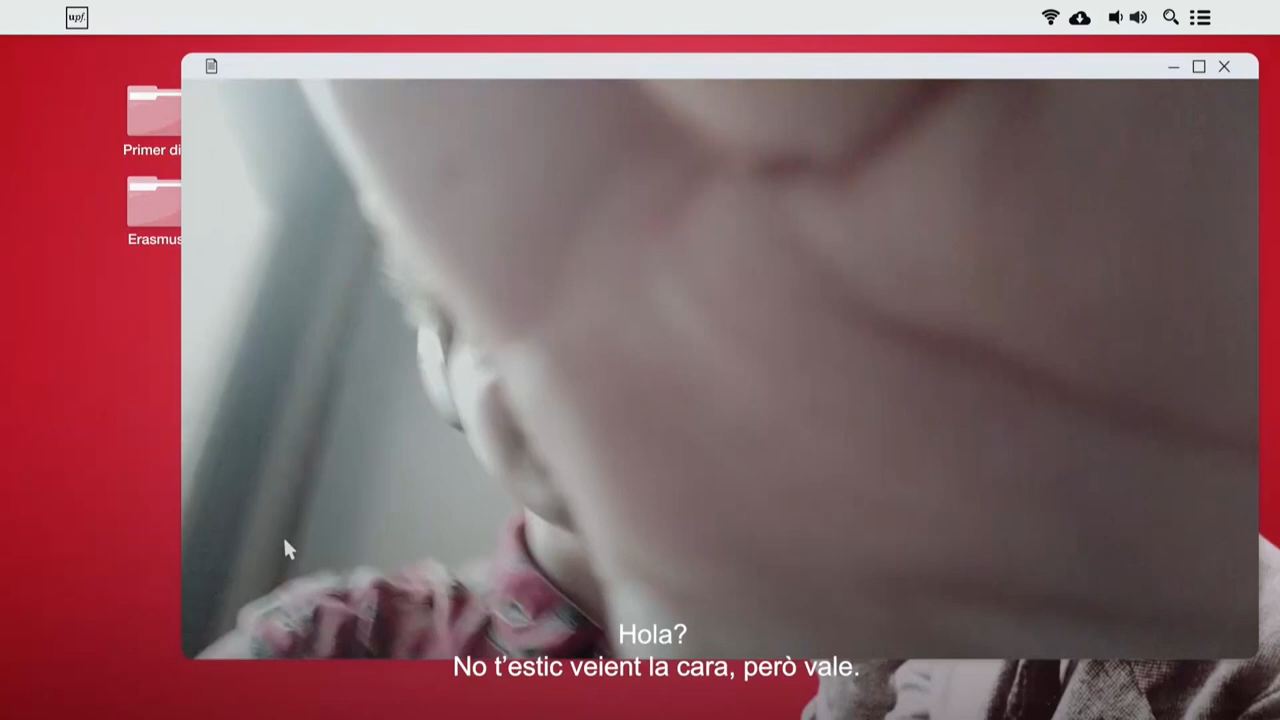 upf.
Primer di
Erasmus
Hola?
No t’estic veient la cara, però vale.